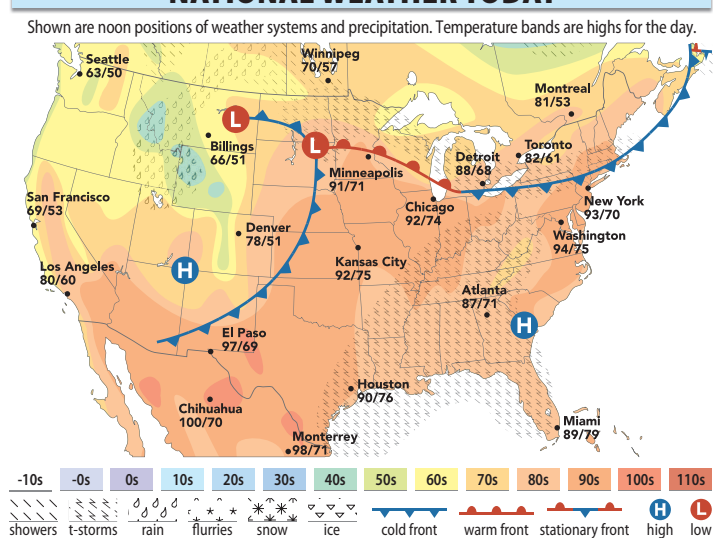 NATIONAL WEATHER TODAY
Shown are noon positions of weather systems and precipitation. Temperature bands are highs for the day.
Seattle
63/50
Winnipeg
70/57
Montreal
81/53
L
Billings
66/51
L
Minneapolis
91/71
Detroit
88/68
Toronto
82/61
San Francisco
69/53
Chicago
92/74
New York
93/70
Denver
78/51
Washington
94/75
Los Angeles
80/60
H
Kansas City
92/75
Atlanta
87/71
H
El Paso
97/69
Houston
90/76
Chihuahua
100/70
Miami
89/79
Monterrey
98/71
-10s -0s 0s 10s 20s 30s 40s 50s 60s 70s 80s 90s 100s 110s
H L
showers t-storms rain flurries snow ice cold front warm front stationary front high low